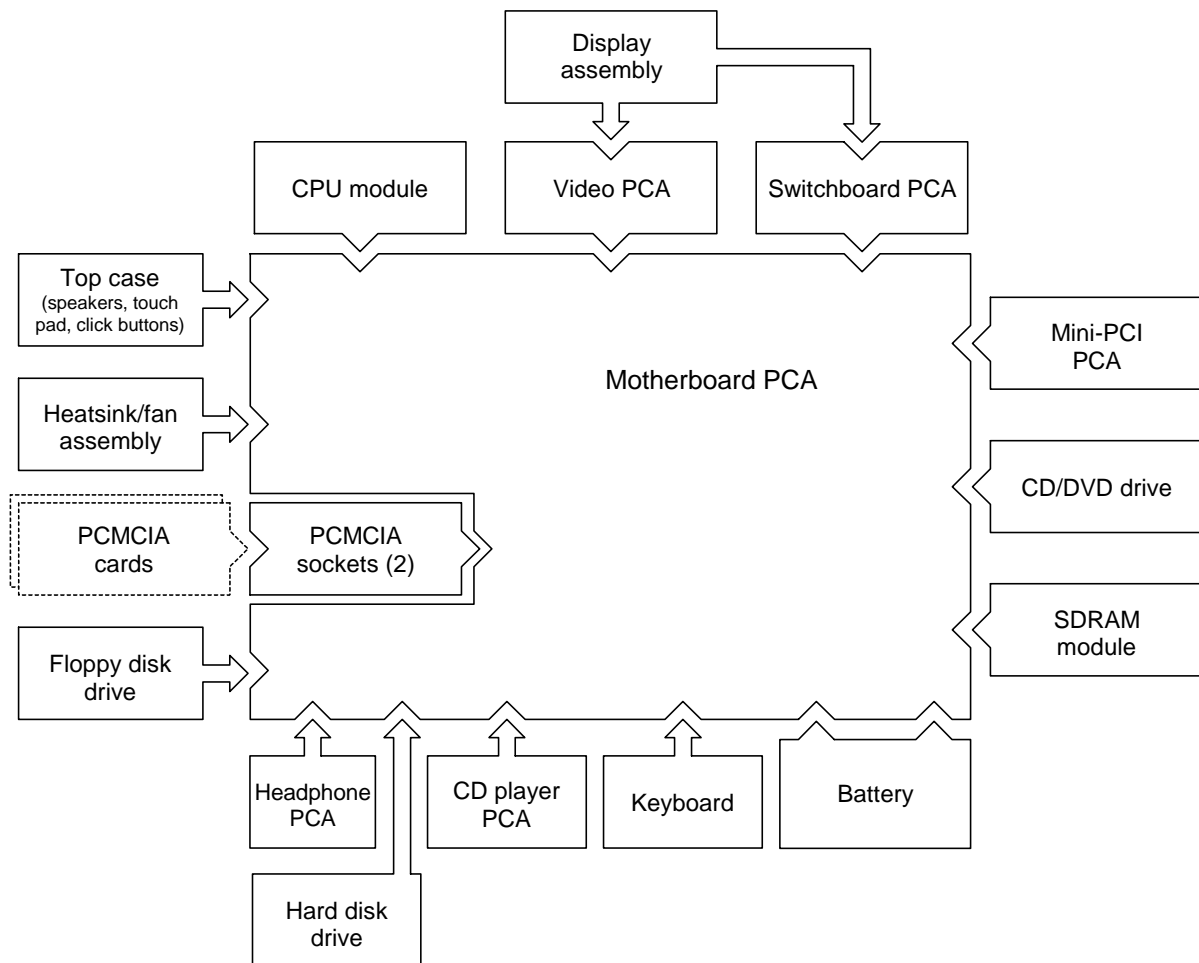 Display
assembly
CPU module
Video PCA
Switchboard PCA
Top case
(speakers, touch
pad, click buttons)
Mini-PCI
PCA
Motherboard PCA
Heatsink/fan
assembly
CD/DVD drive
PCMCIA
cards
PCMCIA
sockets (2)
SDRAM
module
Floppy disk
drive
Headphone
PCA
CD player
PCA
Keyboard
Battery
Hard disk
drive